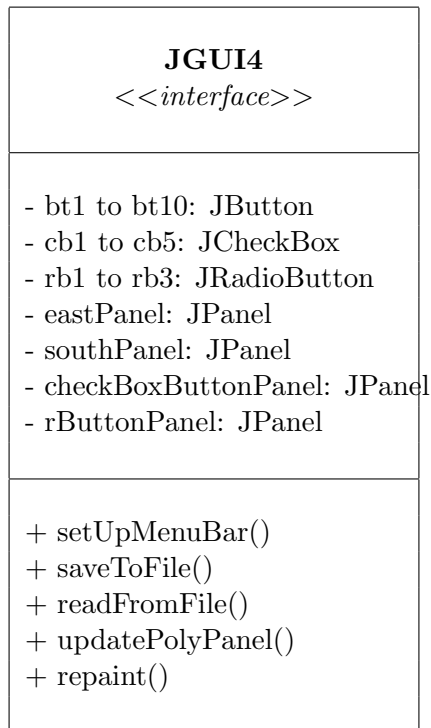 JGUI4
<<interface>>
- bt1 to bt10: JButton
- cb1 to cb5: JCheckBox
- rb1 to rb3: JRadioButton
- eastPanel: JPanel
- southPanel: JPanel
- checkBoxButtonPanel: JPanel
- rButtonPanel: JPanel
+ setUpMenuBar()
+ saveToFile()
+ readFromFile()
+ updatePolyPanel()
+ repaint()